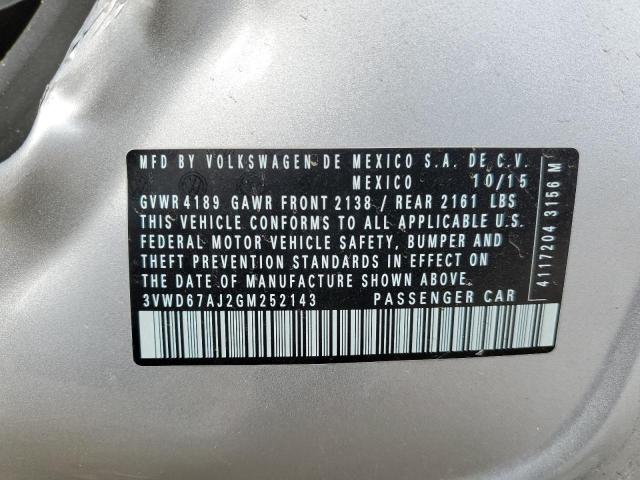 MFD BY VOLKSWAGEN DE MEXICO S.A. DE C.V.
MEXICO 10/15
GVWR 4189 GAWR FRONT 2138 / REAR 2161 LBS
THIS VEHICLE CONFORMS TO ALL APPLICABLE U.S.
FEDERAL MOTOR VEHICLE SAFETY, BUMPER AND
THEFT PREVENTION STANDARDS IN EFFECT ON
THE DATE OF MANUFACTURE SHOWN ABOVE.
3VWD67AJ2GM252143 PASSENGER CAR
4117204 3156 M